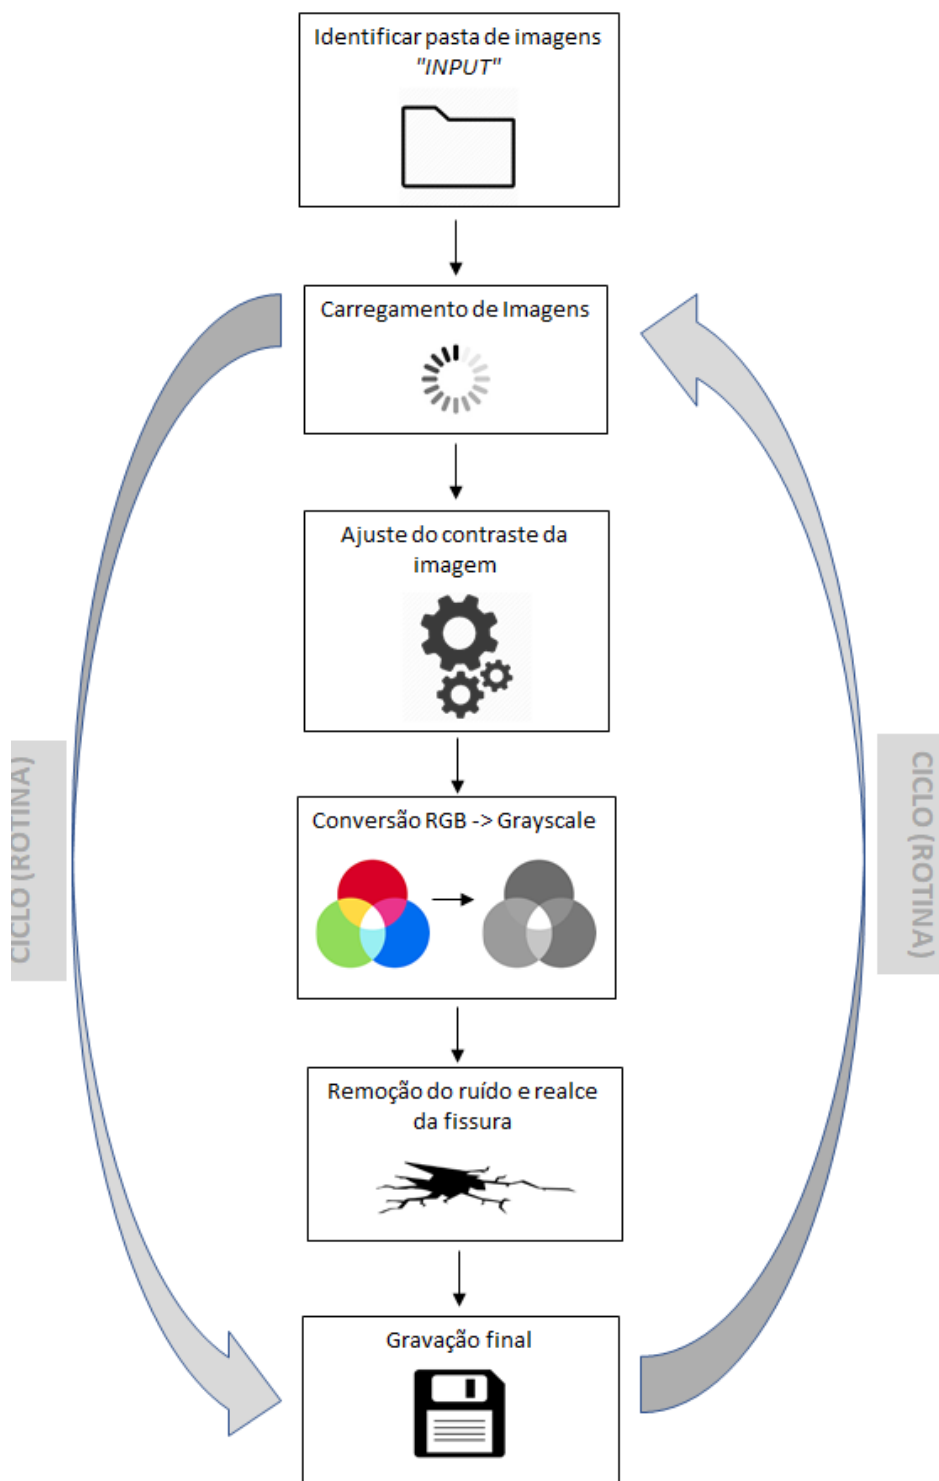 Identificar pasta de imagens
"INPUT"
Carregamento de Imagens
Ajuste do contraste da
imagem
CICLO (ROTINA)
CICLO (ROTINA)
Conversão RGB -> Grayscale
Remoção do ruído e realce
da fissura
Gravação final